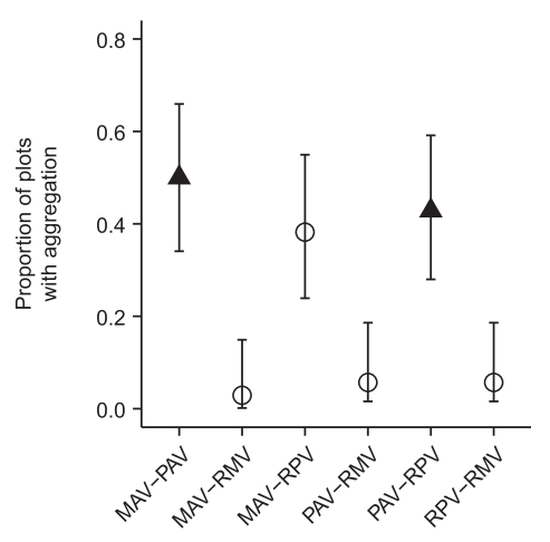 Proportion of plots
with aggregation
0.8
0.6
0.4
0.2
0.0
MAV−PAV
MAV−RMV
MAV−RPV
PAV−RMV
PAV−RPV
RPV−RMV